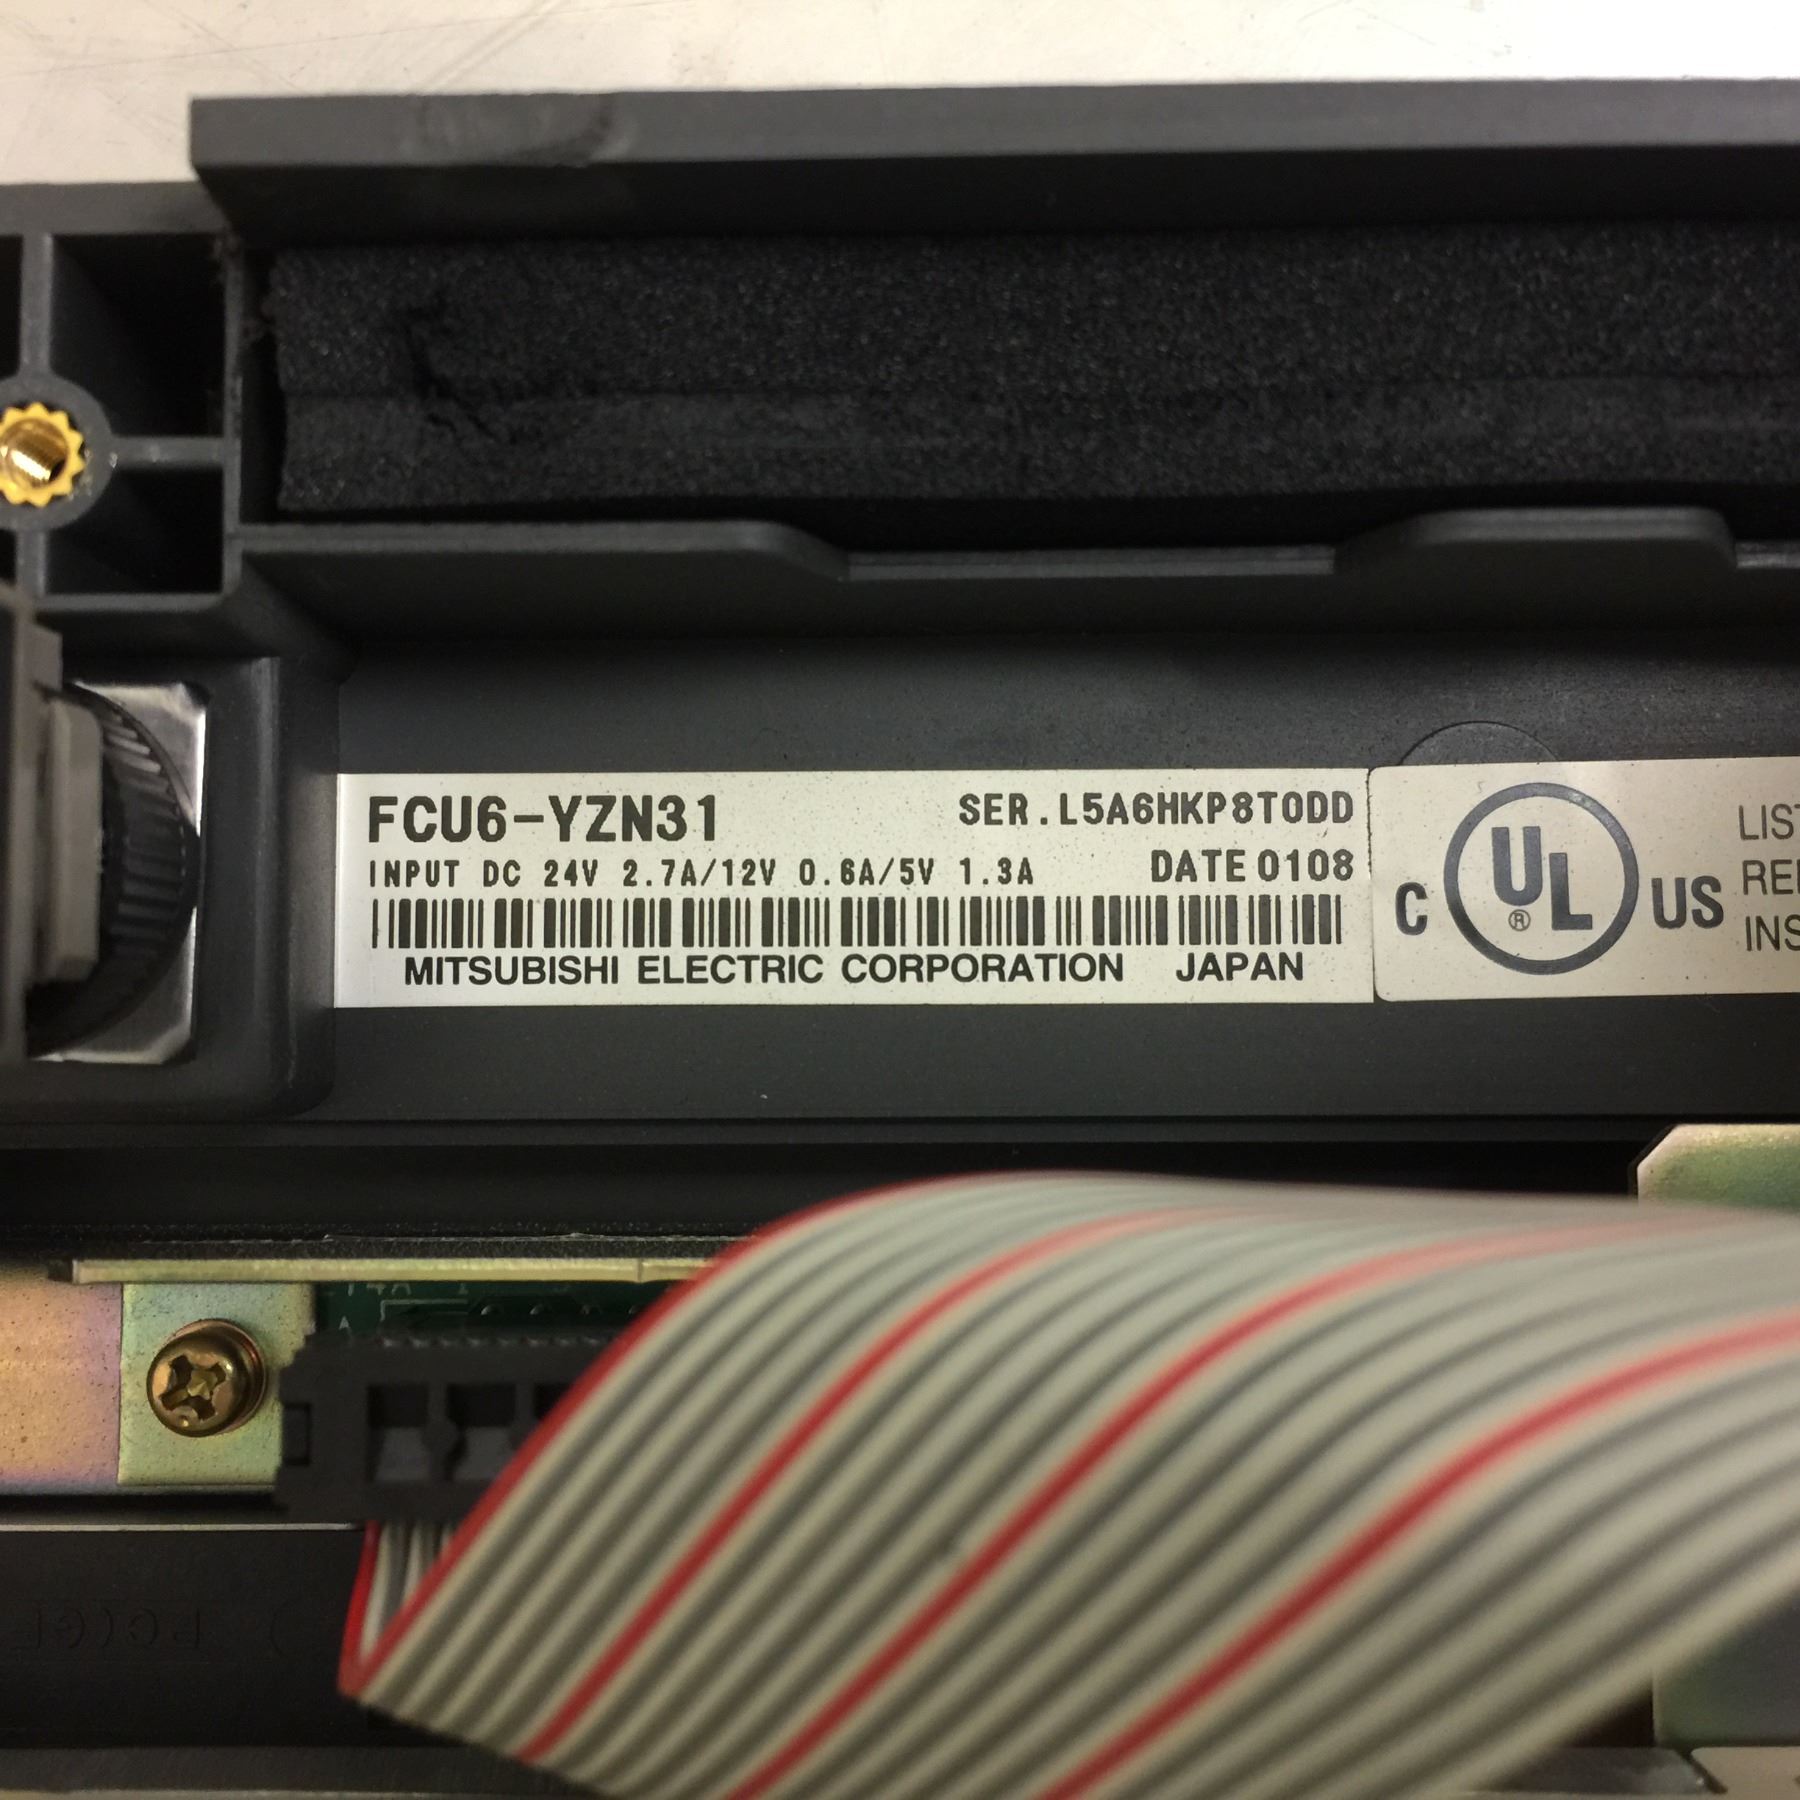 FCU6-YZN31 SER.L5A6HKP8T0DD
INPUT DC 24V 2.7A/12V 0.6A/5V 1.3A DATE 0108
MITSUBISHI ELECTRIC CORPORATION JAPAN
C UL ® US